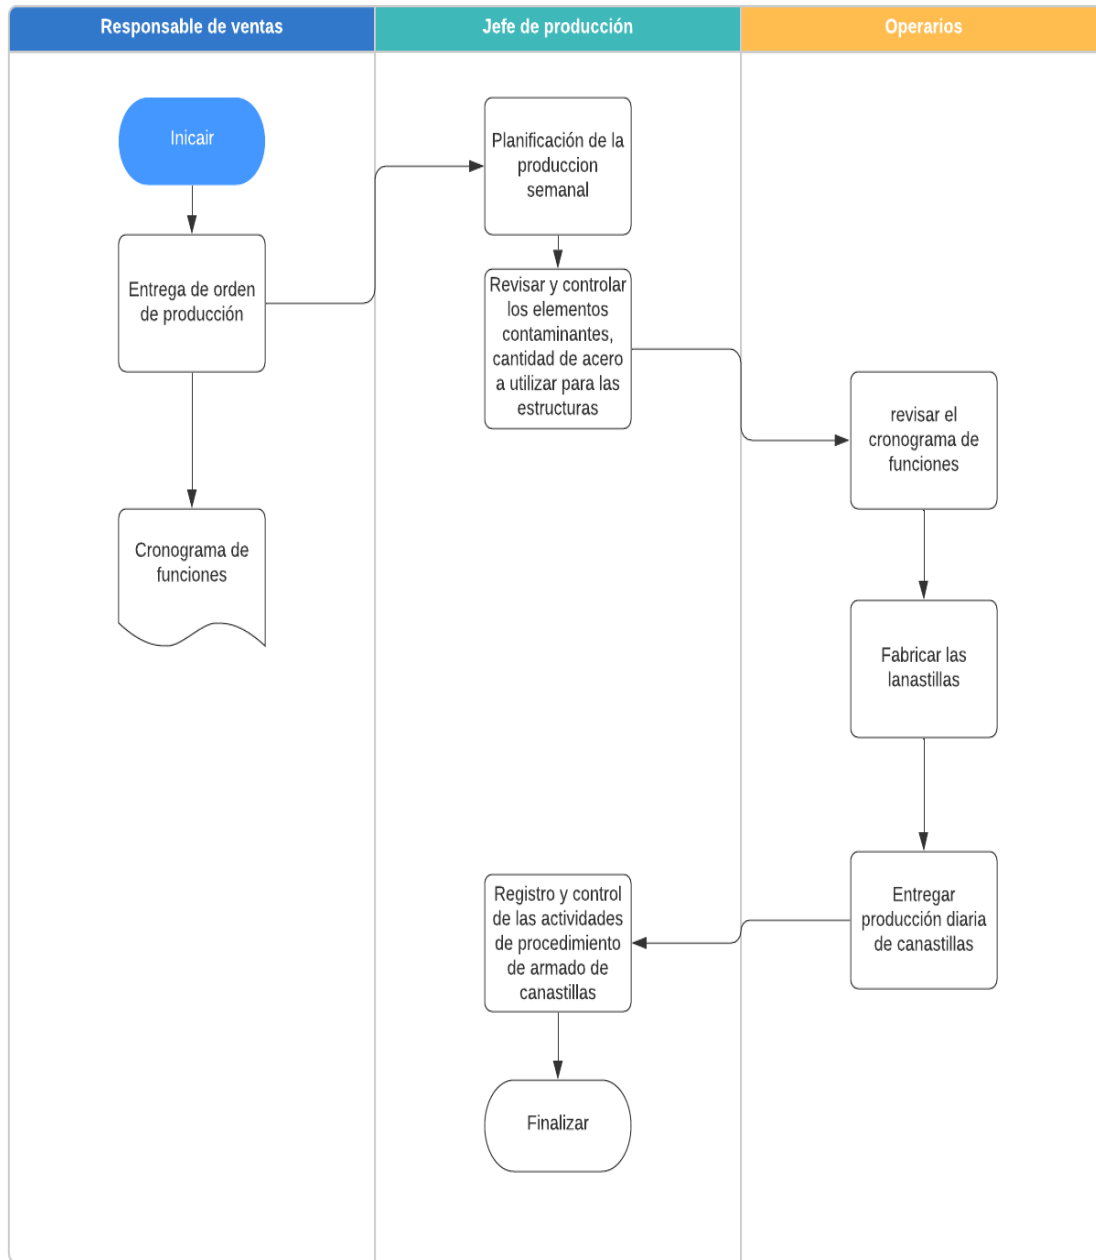 Responsable de ventas
Jefe de producción
Operarios
Inicair
Entrega de orden
de producción
Cronograma de
funciones
Planificación de la
produccion
semanal
Revisar y controlar
los elementos
contaminantes,
cantidad de acero
a utilizar para las
estructuras
revisar el
cronograma de
funciones
Fabricar las
lanastillas
Entregar
producción diaria
de canastillas
Registro y control
de las actividades
de procedimiento
de armado de
canastillas
Finalizar